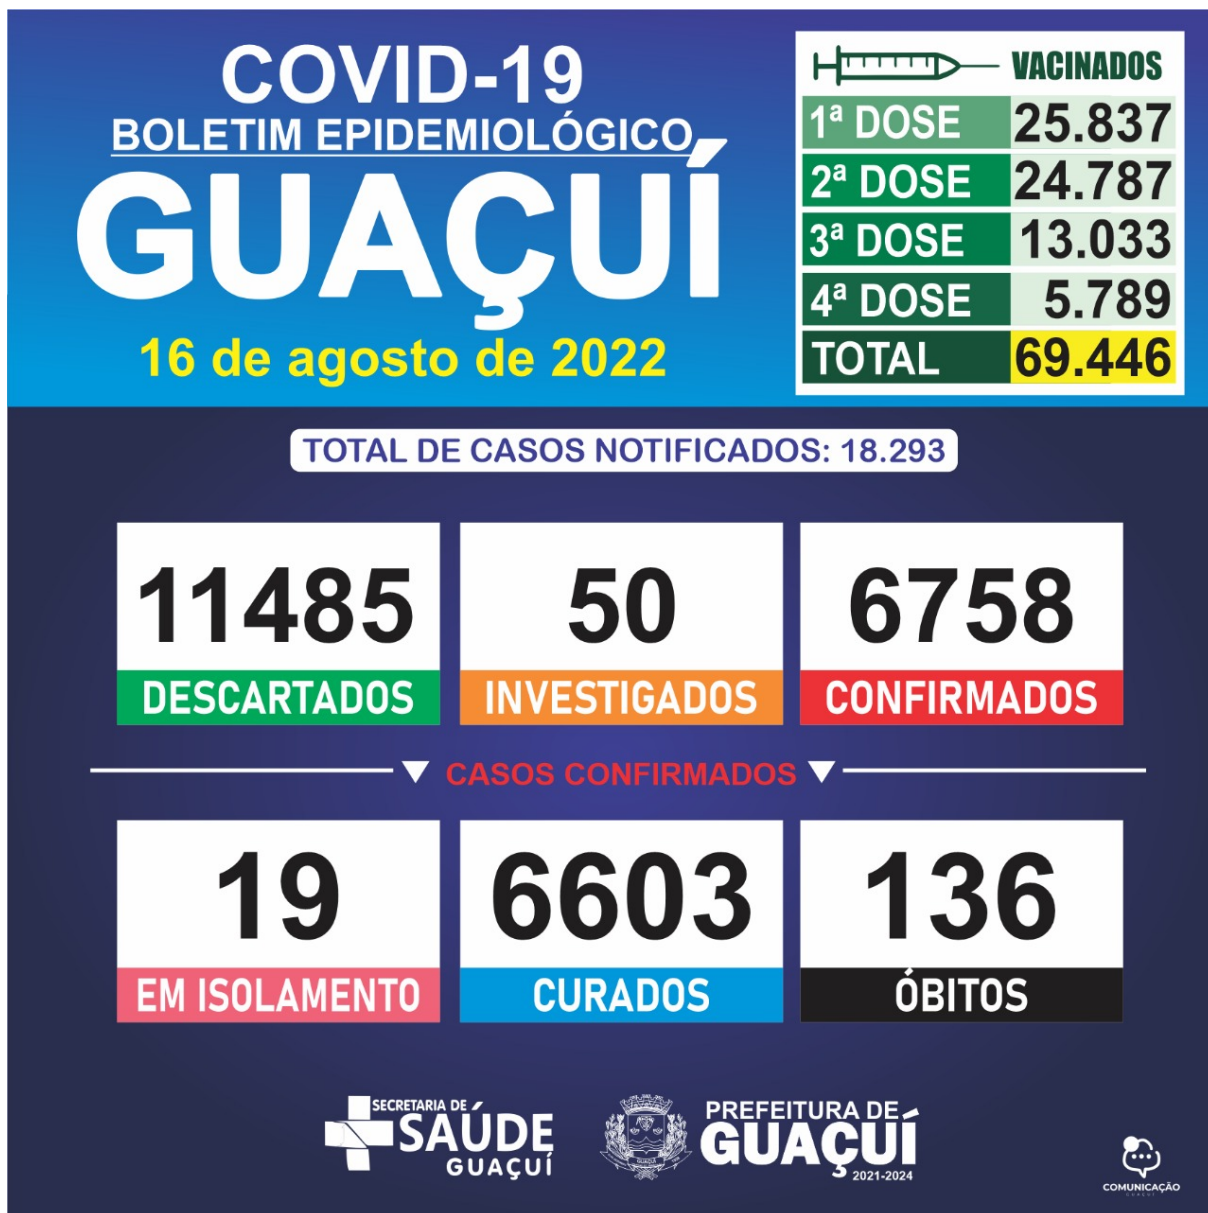 COVID-19
BOLETIM EPIDEMIOLÓGICO
GUAÇUÍ
16 de agosto de 2022
VACINADOS
1ª DOSE 25.837
2ª DOSE 24.787
3ª DOSE 13.033
4ª DOSE 5.789
TOTAL 69.446
TOTAL DE CASOS NOTIFICADOS: 18.293
11485 50 6758
DESCARTADOS INVESTIGADOS CONFIRMADOS
CASOS CONFIRMADOS
19 6603 136
EM ISOLAMENTO CURADOS ÓBITOS
SECRETARIA DE
SAÚDE
GUAÇUÍ
PREFEITURA DE
GUAÇUÍ
2021-2024
COMUNICAÇÃO
GUAÇUÍ